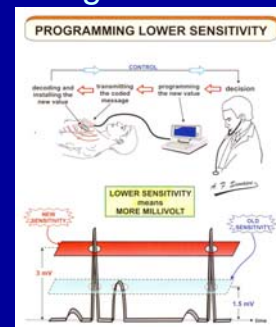 PROGRAMMING LOWER SENSITIVITY
CONTROL
decoding and
installing the
new value
transmitting
the coded
message
programming
the new value
decision
LOWER SENSITIVITY
means
MORE MILLIVOLT
NEW
SENSITIVITY
OLD
SENSITIVITY
3 mV
1.5 mV
time